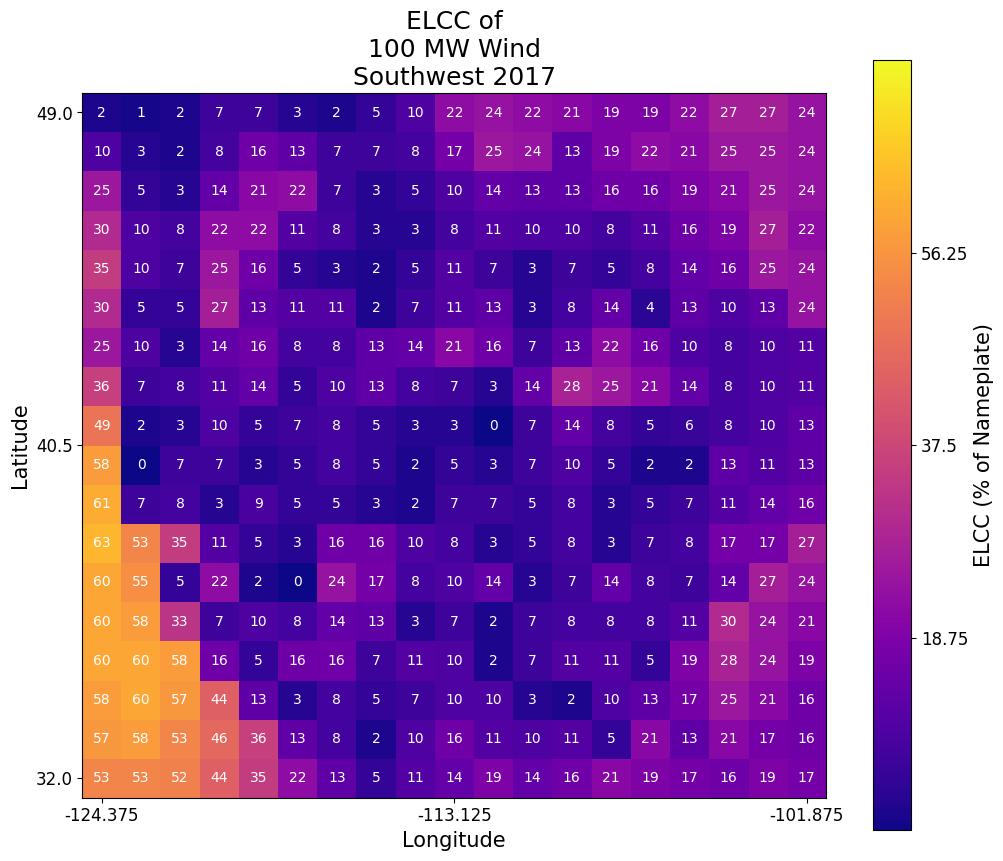 ELCC of
100 MW Wind
Southwest 2017
49.0
2 1 2 7 7 3 2 5 10 22 24 22 21 19 19 22 27 27 24
10 3 2 8 16 13 7 7 8 17 25 24 13 19 22 21 25 25 24
25 5 3 14 21 22 7 3 5 10 14 13 13 16 16 19 21 25 24
30 10 8 22 22 11 8 3 3 8 11 10 10 8 11 16 19 27 22
35 10 7 25 16 5 3 2 5 11 7 3 7 5 8 14 16 25 24
56.25
30 5 5 27 13 11 11 2 7 11 13 3 8 14 4 13 10 13 24
25 10 3 14 16 8 8 13 14 21 16 7 13 22 16 10 8 10 11
36 7 8 11 14 5 10 13 8 7 3 14 28 25 21 14 8 10 11
49 2 3 10 5 7 8 5 3 3 0 7 14 8 5 6 8 10 13
40.5
37.5
58 0 7 7 3 5 8 5 2 5 3 7 10 5 2 2 13 11 13
61 7 8 3 9 5 5 3 2 7 7 5 8 3 5 7 11 14 16
63 53 35 11 5 3 16 16 10 8 3 5 8 3 7 8 17 17 27
60 55 5 22 2 0 24 17 8 10 14 3 7 14 8 7 14 27 24
60 58 33 7 10 8 14 13 3 7 2 7 8 8 8 11 30 24 21
18.75
60 60 58 16 5 16 16 7 11 10 2 7 11 11 5 19 28 24 19
58 60 57 44 13 3 8 5 7 10 10 3 2 10 13 17 25 21 16
57 58 53 46 36 13 8 2 10 16 11 10 11 5 21 13 21 17 16
32.0
53 53 52 44 35 22 13 5 11 14 19 14 16 21 19 17 16 19 17
-124.375
-113.125
-101.875
Longitude
Latitude
ELCC (% of Nameplate)